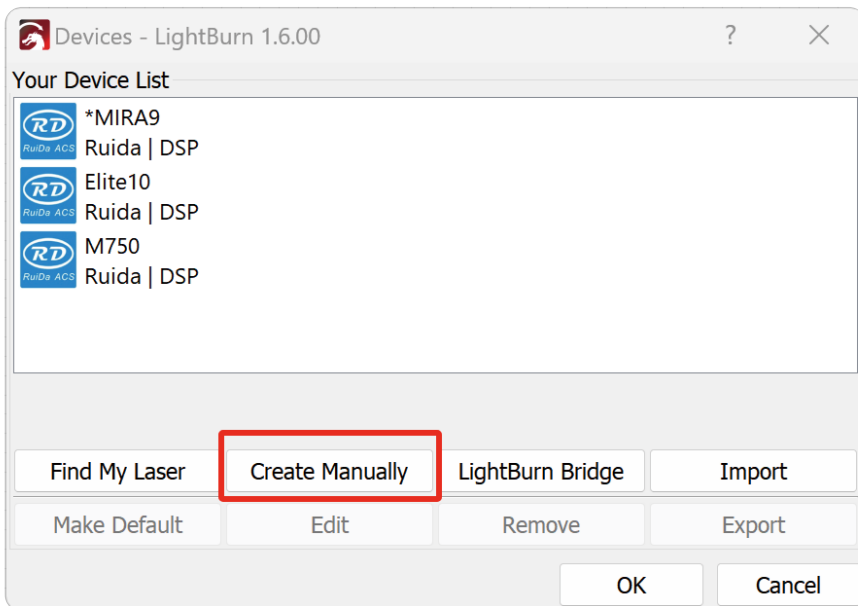 Devices - LightBurn 1.6.00 ?
Your Device List
RD
RuiDa ACS
*MIRA9
Ruida | DSP
RD
RuiDa ACS
Elite10
Ruida | DSP
RD
RuiDa ACS
M750
Ruida | DSP
Find My Laser Create Manually LightBurn Bridge Import
Make Default Edit Remove Export
OK Cancel